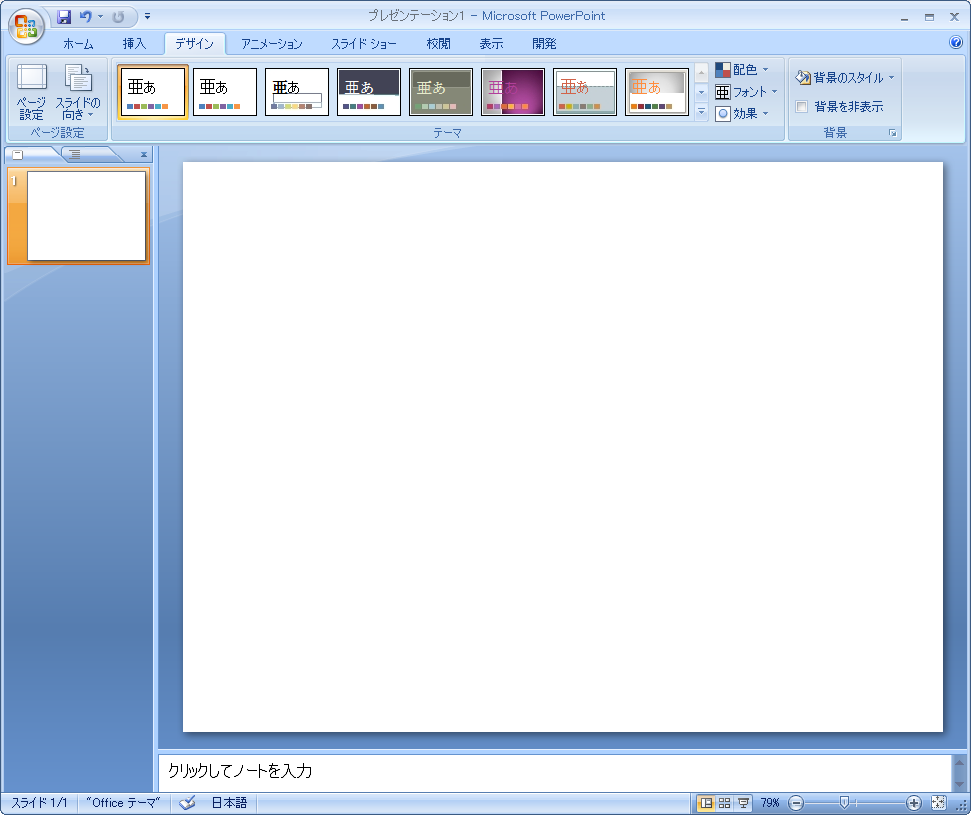 プレゼンテーション1 - Microsoft PowerPoint
ホーム 挿入 デザイン アニメーション スライド ショー 校閲 表示 開発
ページ設定
スライドの向き
亜あ 亜あ 亜あ 亜あ 亜あ 亜あ 亜あ 亜あ
配色
フォント
効果
背景のスタイル
背景を非表示
ページ設定 テーマ 背景
1
クリックしてノートを入力
スライド 1/1 "Office テーマ" 日本語 79%